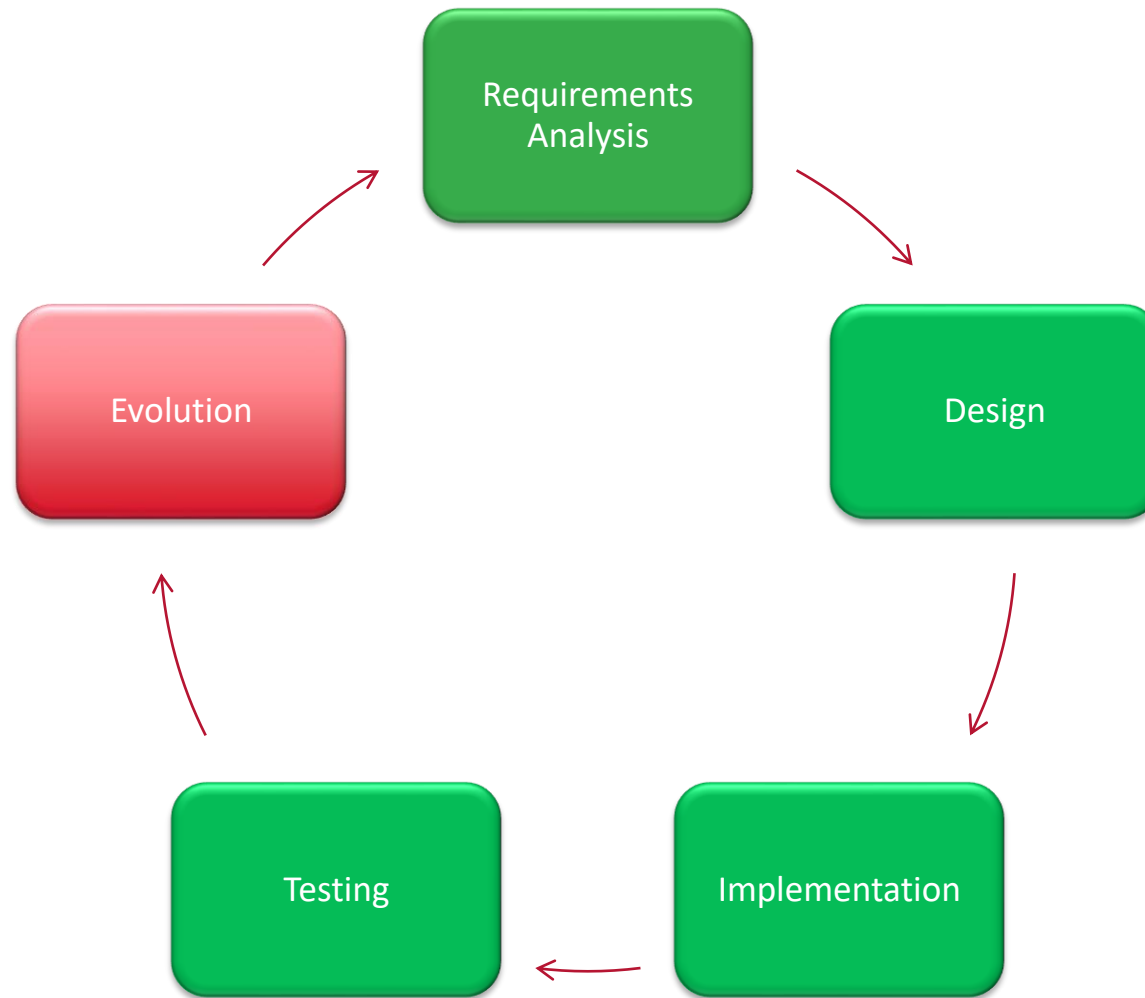 Requirements
Analysis
Evolution
Design
Testing
Implementation